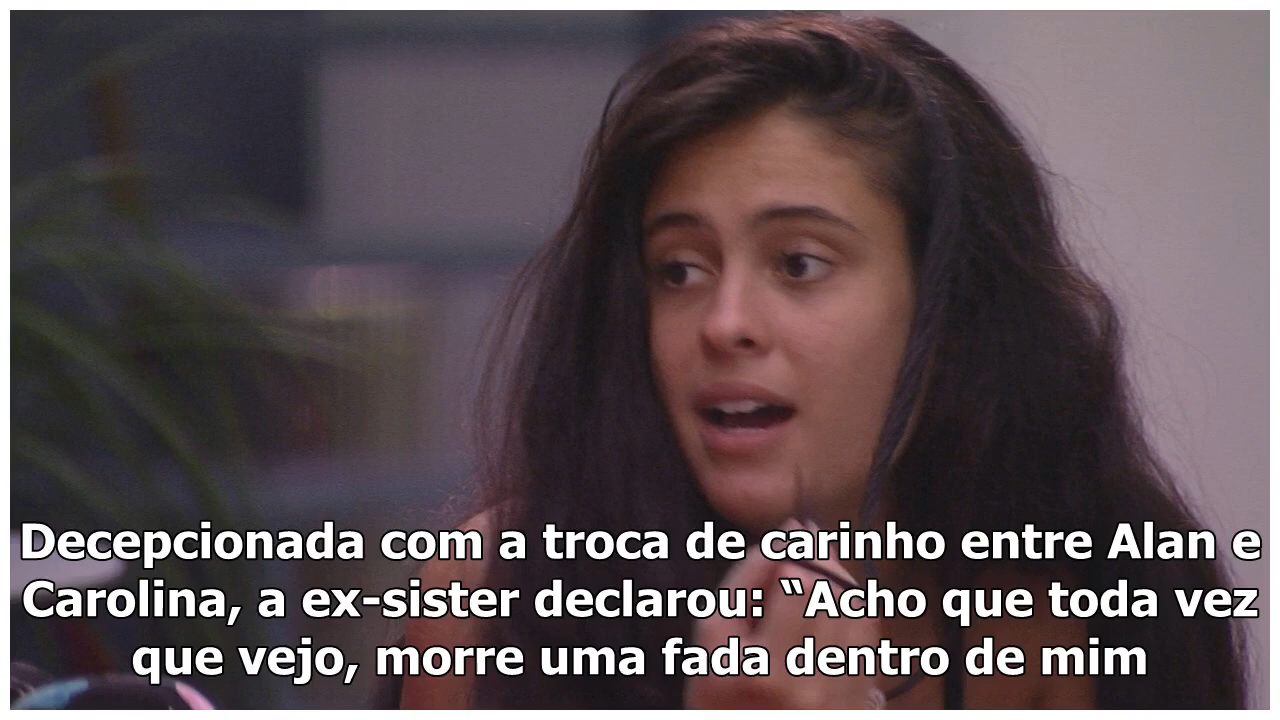 Decepcionada com a troca de carinho entre Alan e
Carolina, a ex-sister declarou: “Acho que toda vez
que vejo, morre uma fada dentro de mim